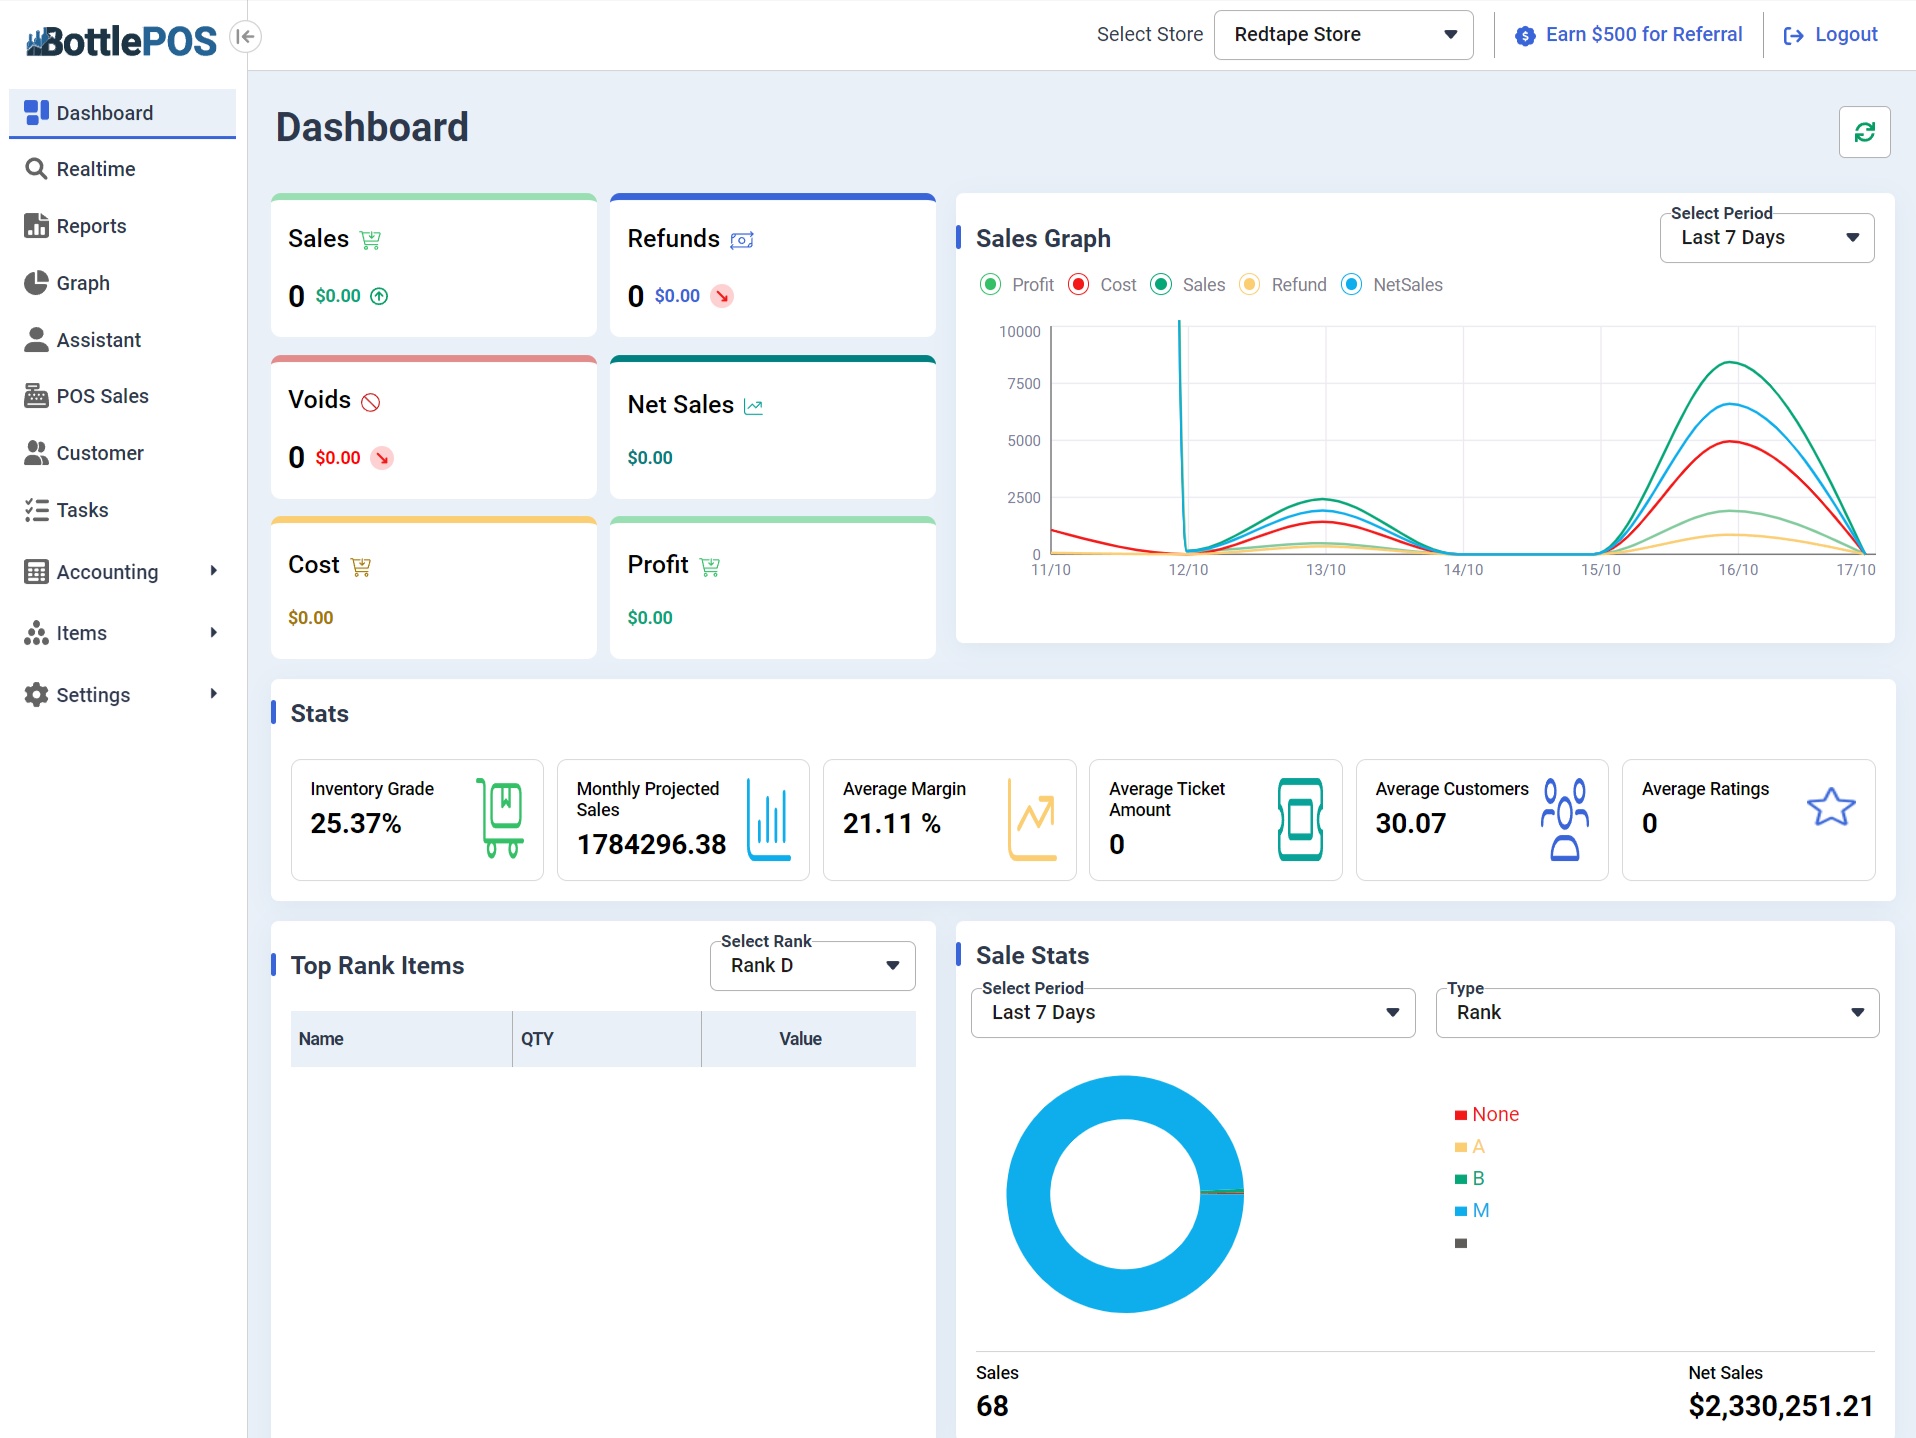 BottlePOS
Select Store
Redtape Store
Earn $500 for Referral
Logout
Dashboard
Realtime
Reports
Graph
Assistant
POS Sales
Customer
Tasks
Accounting
Items
Settings
Dashboard
Sales
0 $0.00
Refunds
0 $0.00
Voids
0 $0.00
Net Sales
$0.00
Cost
$0.00
Profit
$0.00
Sales Graph
Select Period
Last 7 Days
Profit Cost Sales Refund NetSales
10000
7500
5000
2500
0
11/10 12/10 13/10 14/10 15/10 16/10 17/10
Stats
Inventory Grade
25.37%
Monthly Projected
Sales
1784296.38
Average Margin
21.11 %
Average Ticket
Amount
0
Average Customers
30.07
Average Ratings
0
Top Rank Items
Select Rank
Rank D
Name QTY Value
Sale Stats
Select Period
Last 7 Days
Type
Rank
None
A
B
M
Sales
68
Net Sales
$2,330,251.21